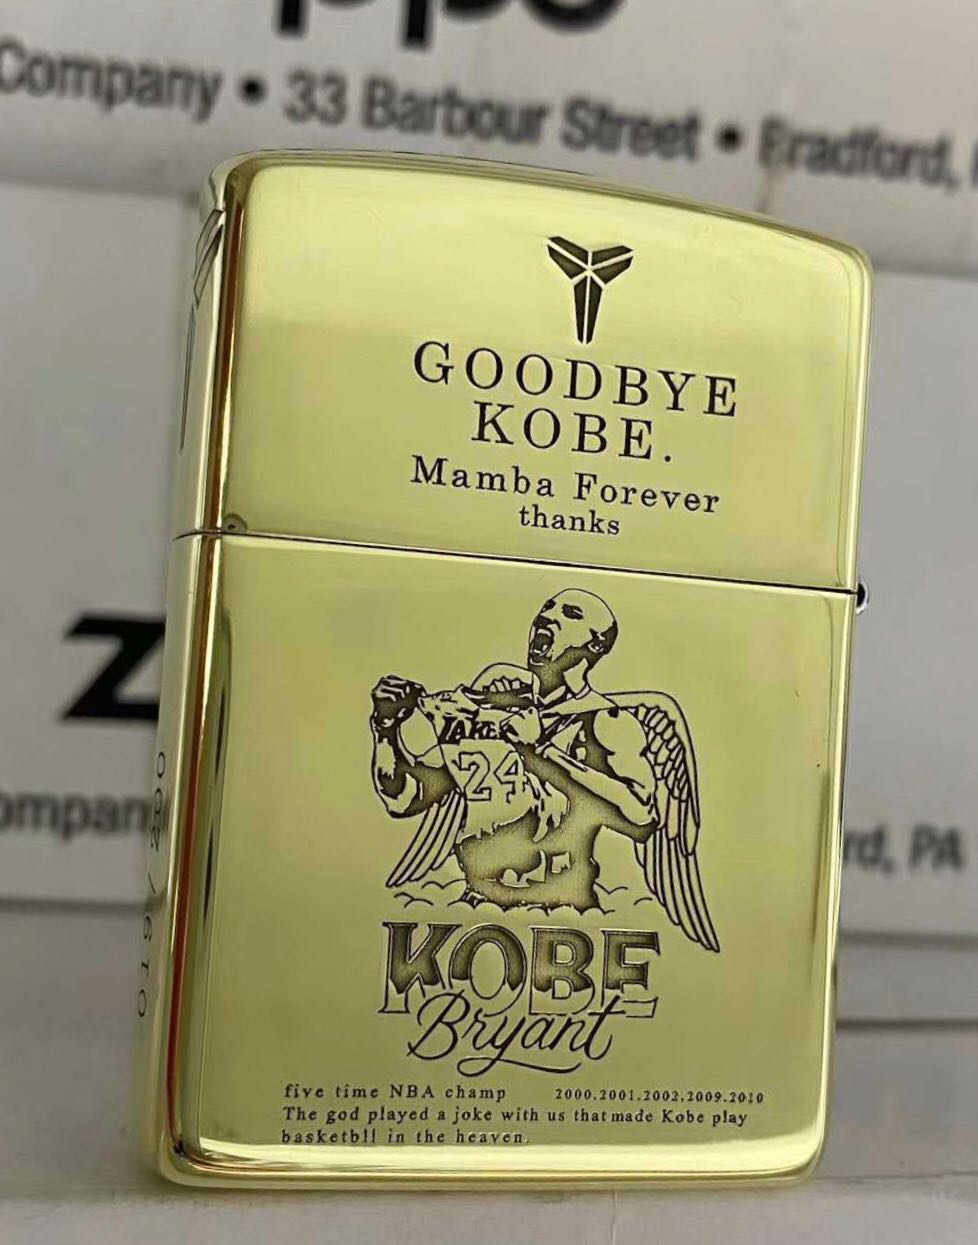 Company • 33 Barbour Street • Bradford,
GOODBYE
KOBE.
Mamba Forever
thanks
LAKE
24
KOBE
Bryant
five time NBA champ 2000.2001.2002.2009.2010
The god played a joke with us that made Kobe play
basketbll in the heaven.
ompan
rd, PA